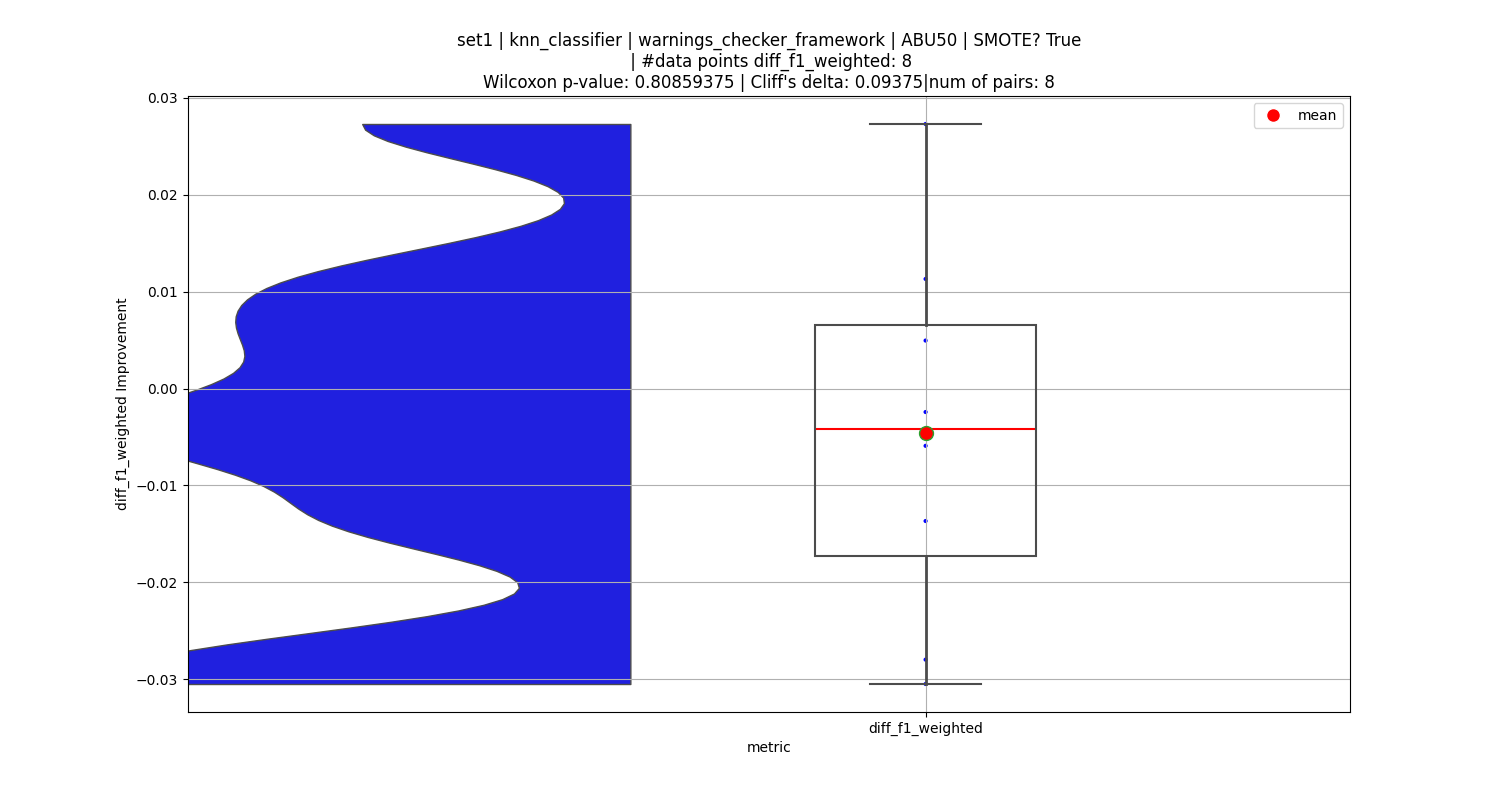 set1 | knn_classifier | warnings_checker_framework | ABU50 | SMOTE? True
| #data points diff_f1_weighted: 8
Wilcoxon p-value: 0.80859375 | Cliff's delta: 0.09375|num of pairs: 8
mean
0.03
0.02
0.01
0.00
−0.01
−0.02
−0.03
diff_f1_weighted Improvement
diff_f1_weighted
metric